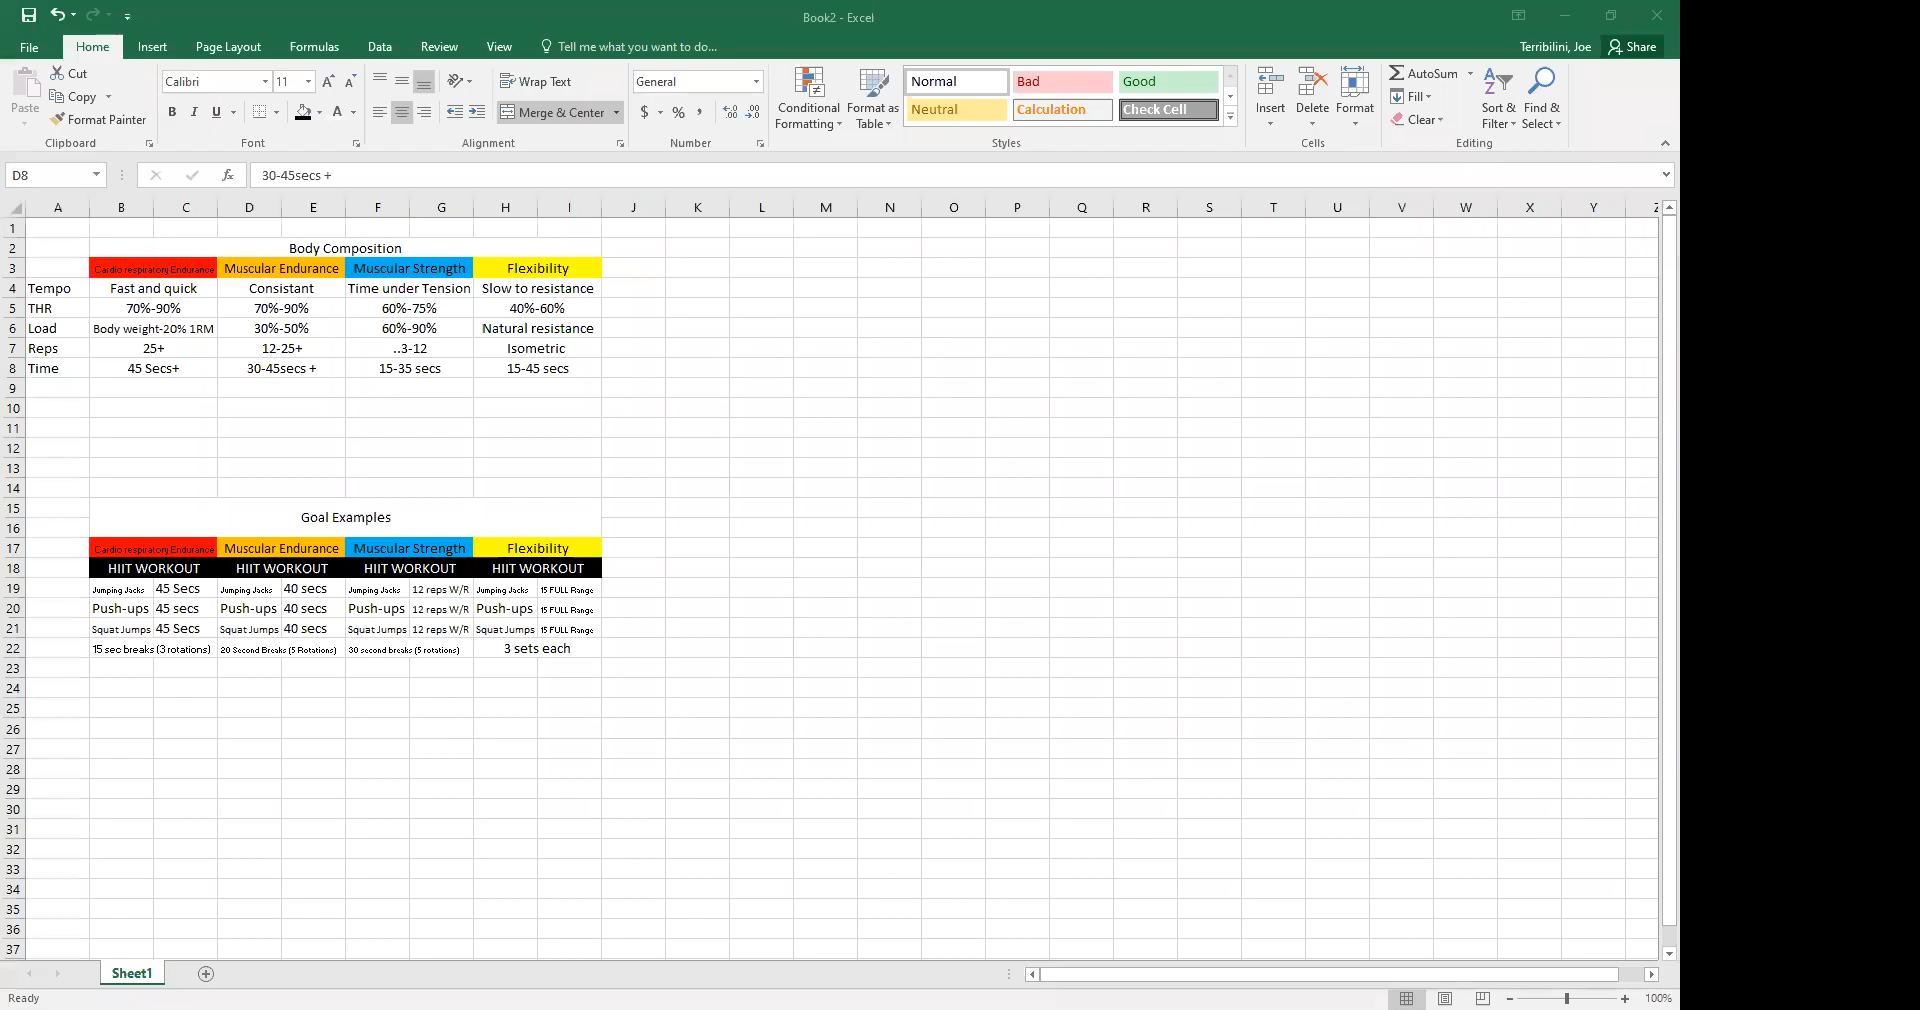 Book2 - Excel
File Home Insert Page Layout Formulas Data Review View Tell me what you want to do... Terribilini, Joe Share
Paste Cut Copy Format Painter Clipboard
Calibri 11 A A B I U A Font
Wrap Text Merge & Center Alignment
General $ % , Number
Conditional Formatting Format as Table
Normal Bad Good
Neutral Calculation Check Cell
Styles
Insert Delete Format Cells
AutoSum Fill Clear Sort & Filter Find & Select Editing
D8 fx 30-45secs +
A B C D E F G H I J K L M N O P Q R S T U V W X Y Z
1
2 Body Composition
3 Cardio respiratory Endurance Muscular Endurance Muscular Strength Flexibility
4 Tempo Fast and quick Consistant Time under Tension Slow to resistance
5 THR 70%-90% 70%-90% 60%-75% 40%-60%
6 Load Body weight-20% 1RM 30%-50% 60%-90% Natural resistance
7 Reps 25+ 12-25+ ..3-12 Isometric
8 Time 45 Secs+ 30-45secs + 15-35 secs 15-45 secs
9
10
11
12
13
14
15
Goal Examples
16
17 Cardio respiratory Endurance Muscular Endurance Muscular Strength Flexibility
18 HIIT WORKOUT HIIT WORKOUT HIIT WORKOUT HIIT WORKOUT
19 Jumping Jacks 45 Secs Jumping Jacks 40 secs Jumping Jacks 12 reps W/R Jumping Jacks 15 FULL Range
20 Push-ups 45 secs Push-ups 40 secs Push-ups 12 reps W/R Push-ups 15 FULL Range
21 Squat Jumps 45 Secs Squat Jumps 40 secs Squat Jumps 12 reps W/R Squat Jumps 15 FULL Range
22 15 sec breaks (3 rotations) 20 Second Breaks (5 Rotations) 30 second breaks (5 rotations) 3 sets each
23
24
25
26
27
28
29
30
31
32
33
34
35
36
37
Sheet1
Ready 100%